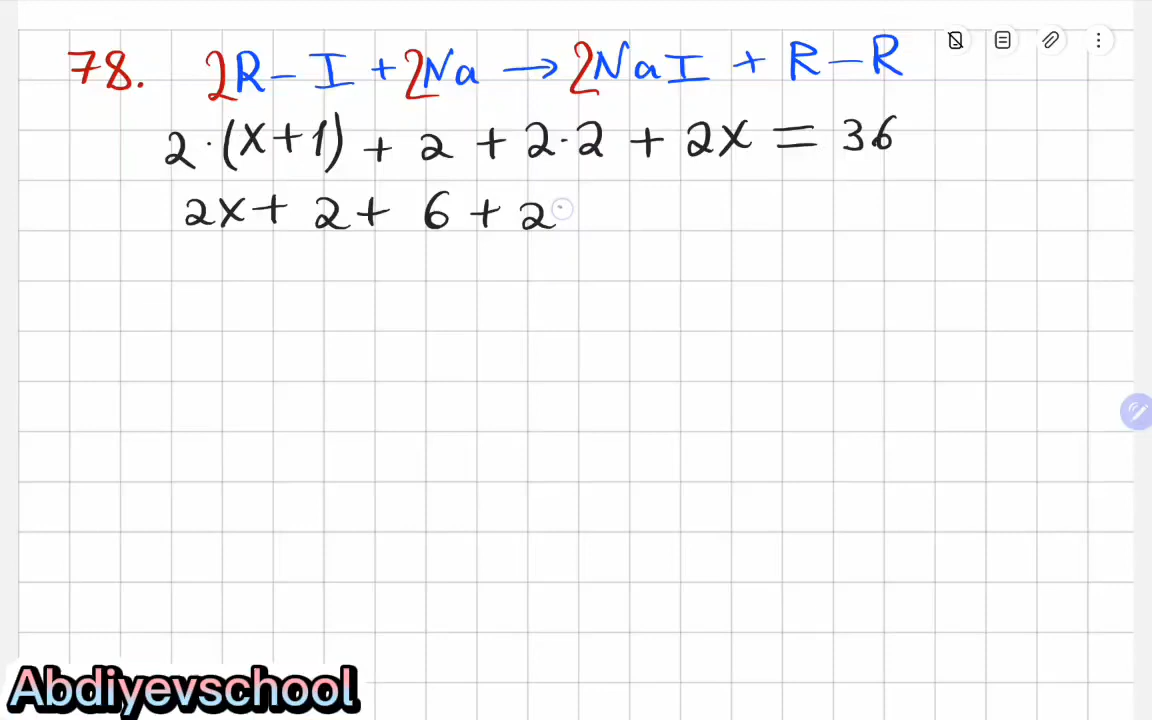 78. 2R – I + 2Na → 2NaI + R – R
2 · (x + 1) + 2 + 2 · 2 + 2x = 36
2x + 2 + 6 + 2
Abdiyevschool